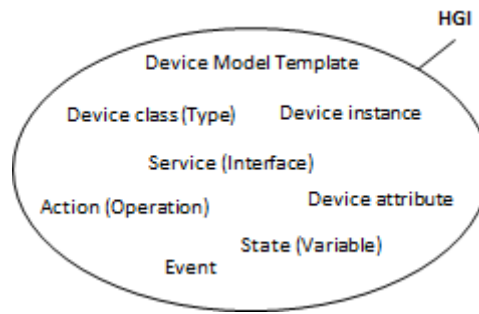 HGI
Device Model Template
Device class (Type)
Device instance
Service (Interface)
Device attribute
Action (Operation)
State (Variable)
Event